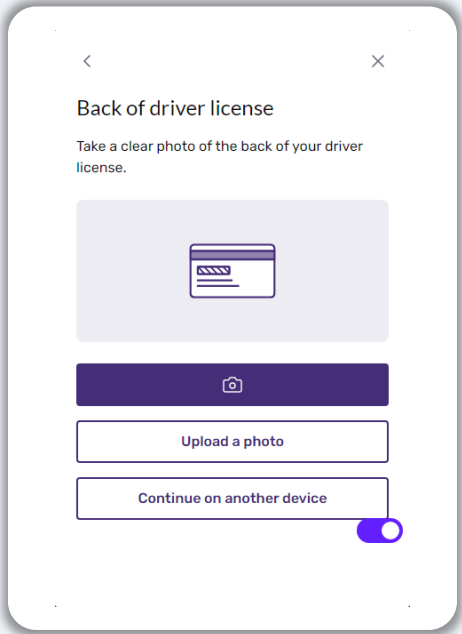 Back of driver license
Take a clear photo of the back of your driver
license.
Upload a photo
Continue on another device